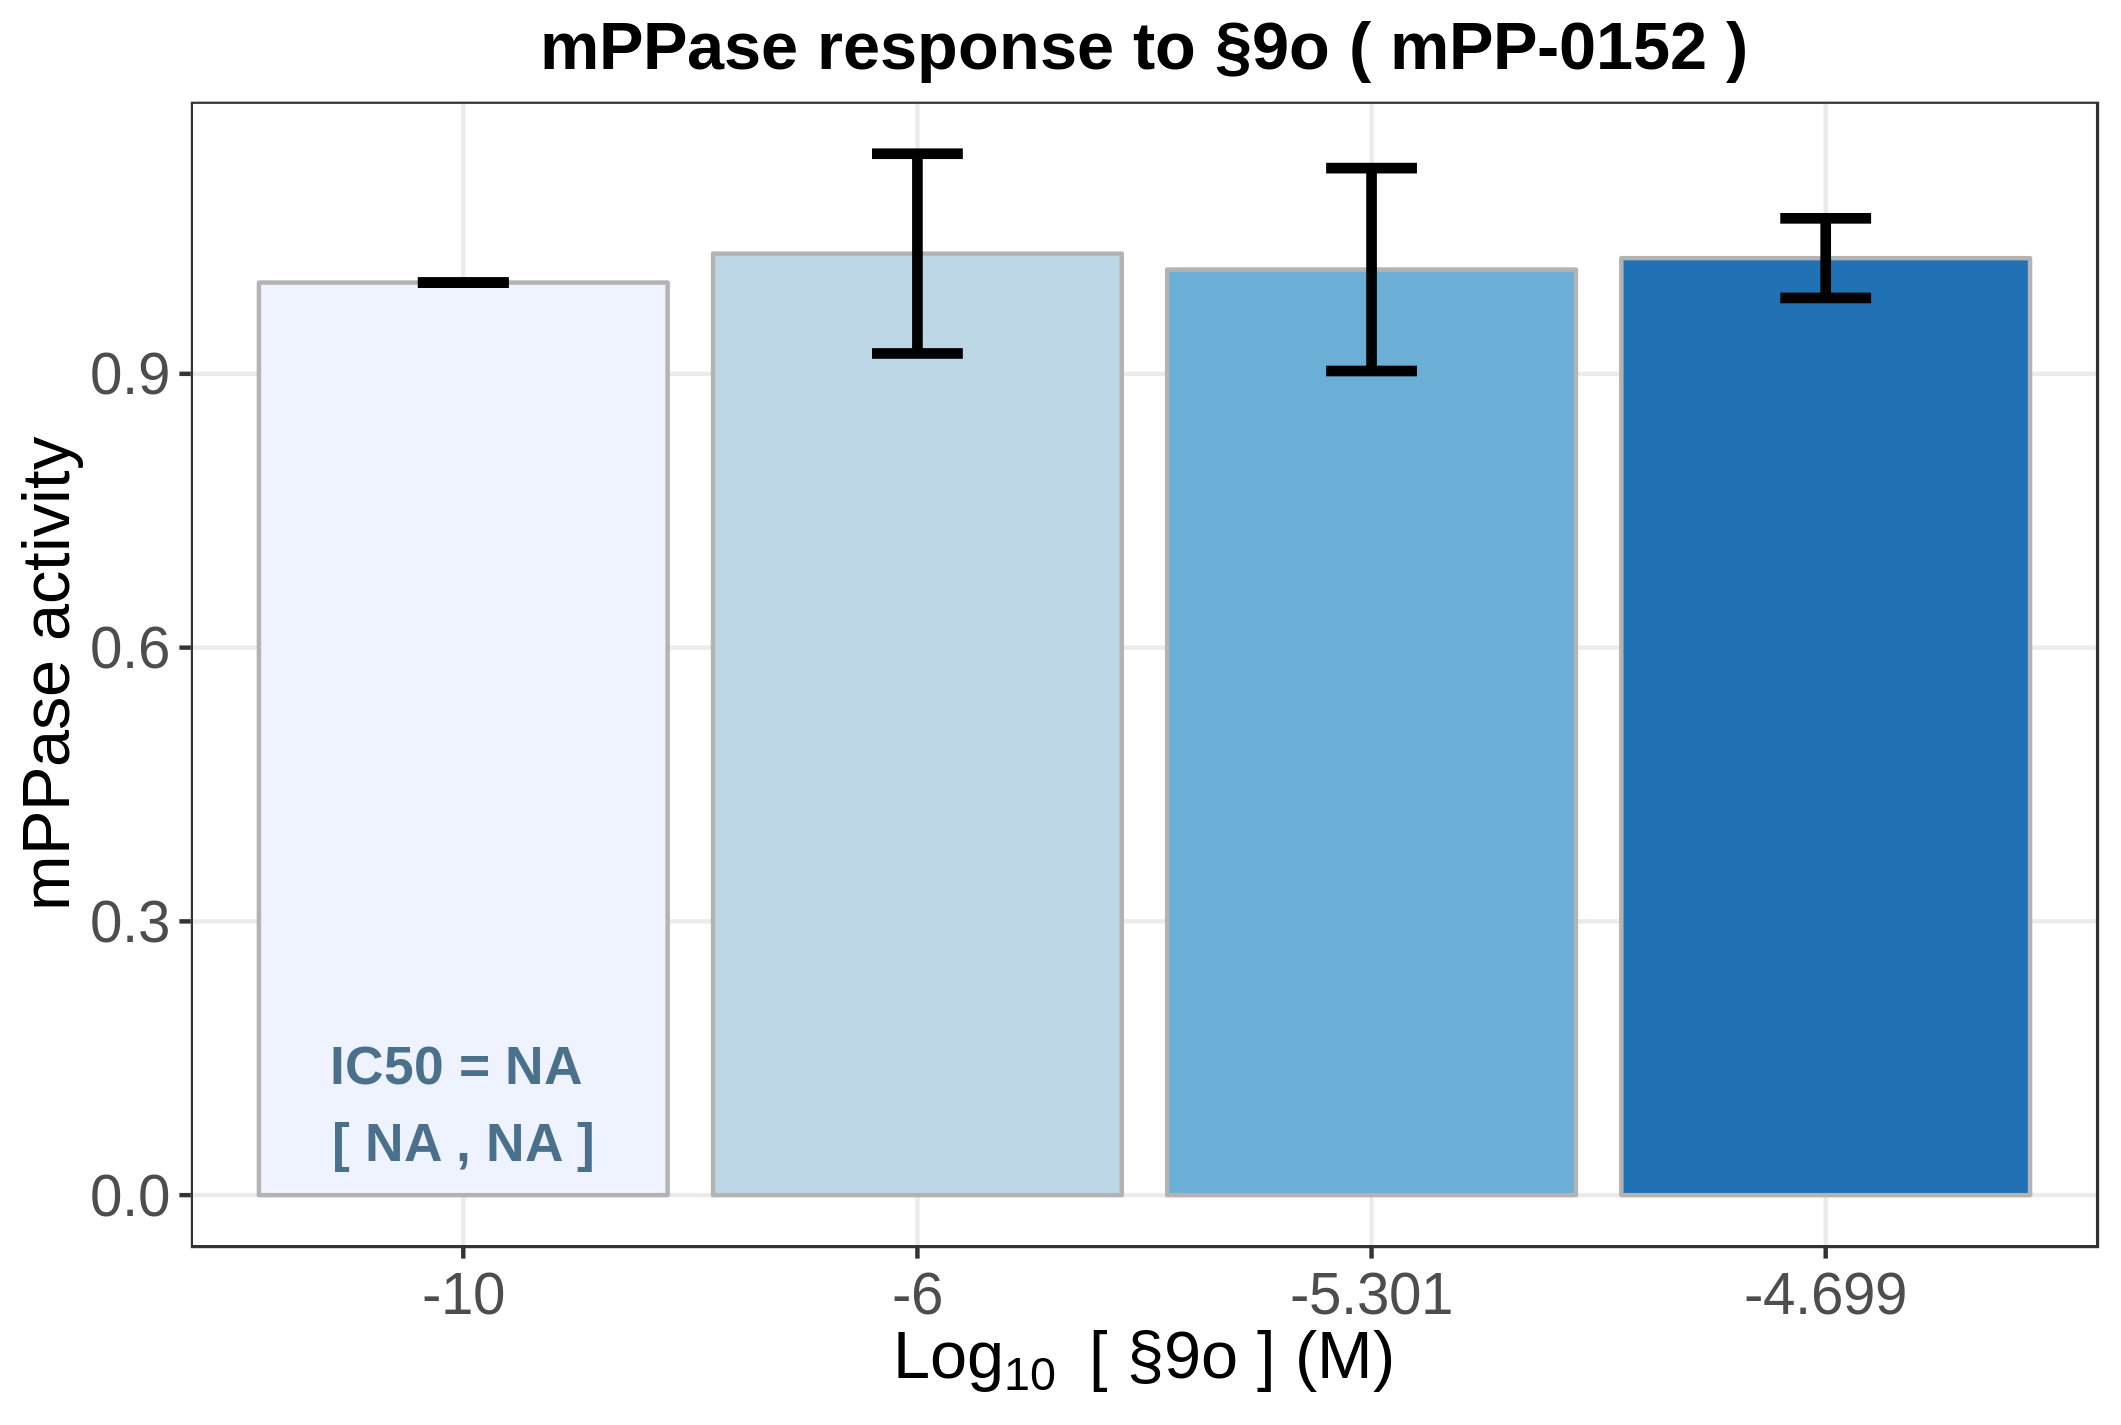 mPPase response to §9o ( mPP-0152 )
mPPase activity
0.9
0.6
0.3
0.0
IC50 = NA
[ NA , NA ]
-10
-6
-5.301
-4.699
Log₁₀ [ §9o ] (M)